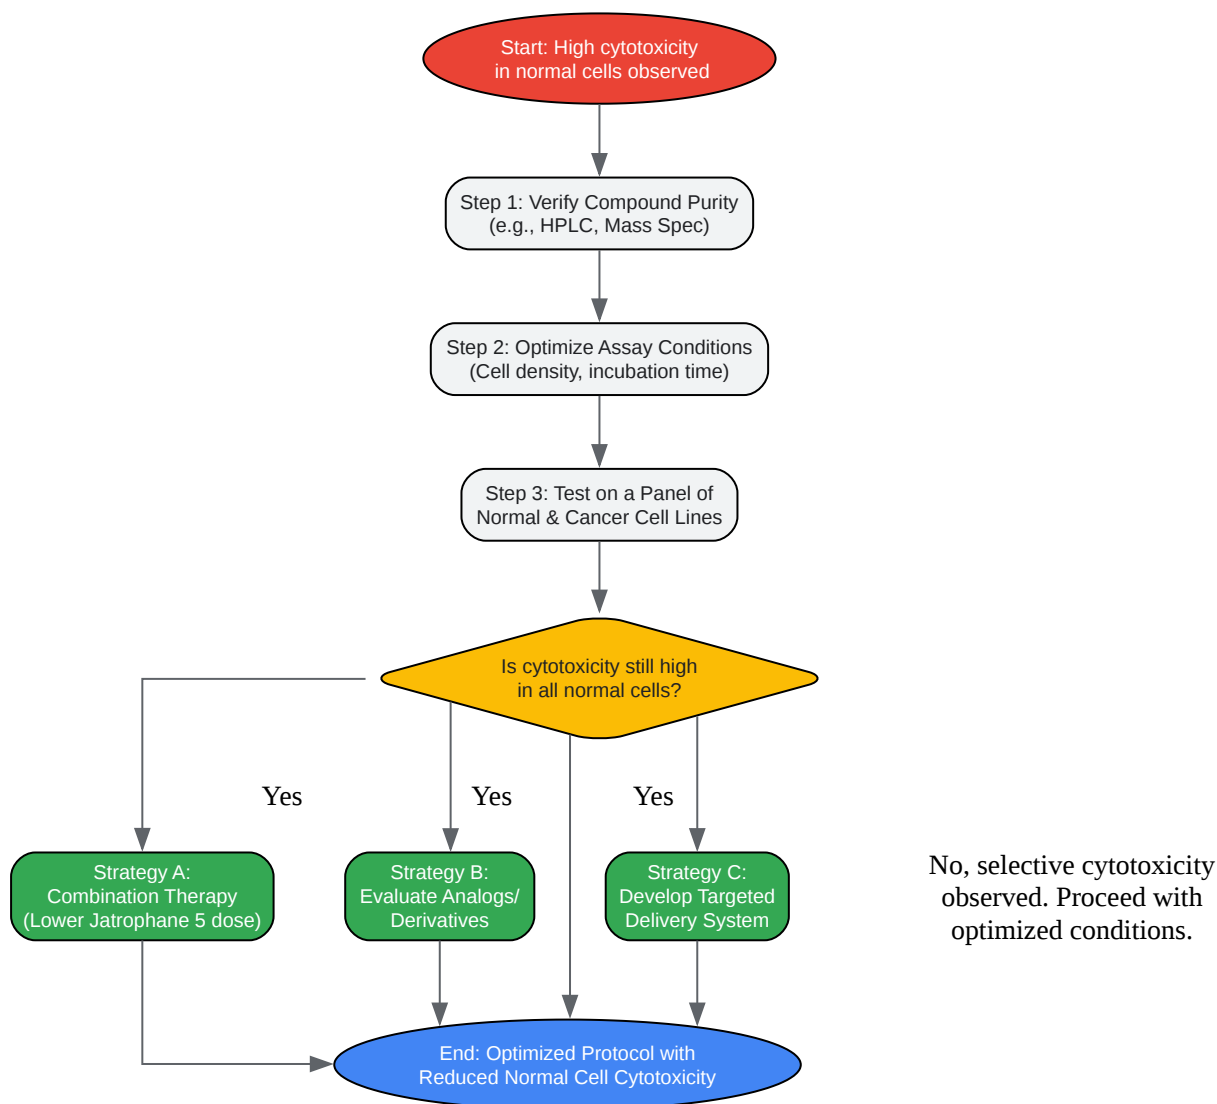 Start: High cytotoxicity
in normal cells observed
Step 1: Verify Compound Purity
(e.g., HPLC, Mass Spec)
Step 2: Optimize Assay Conditions
(Cell density, incubation time)
Step 3: Test on a Panel of
Normal & Cancer Cell Lines
Is cytotoxicity still high
in all normal cells?
Yes
Yes
Yes
Strategy A:
Combination Therapy
(Lower Jatrophane 5 dose)
Strategy B:
Evaluate Analogs/
Derivatives
Strategy C:
Develop Targeted
Delivery System
No, selective cytotoxicity
observed. Proceed with
optimized conditions.
End: Optimized Protocol with
Reduced Normal Cell Cytotoxicity